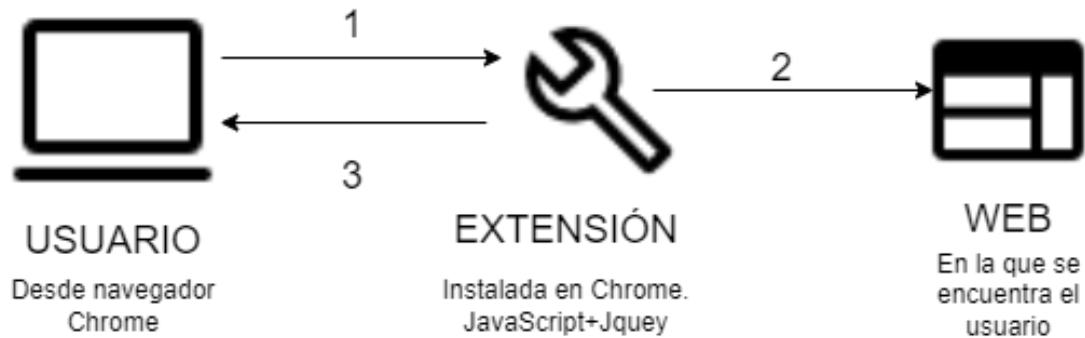 1
2
3
USUARIO
Desde navegador
Chrome
EXTENSIÓN
Instalada en Chrome.
JavaScript+Jquey
WEB
En la que se
encuentra el
usuario